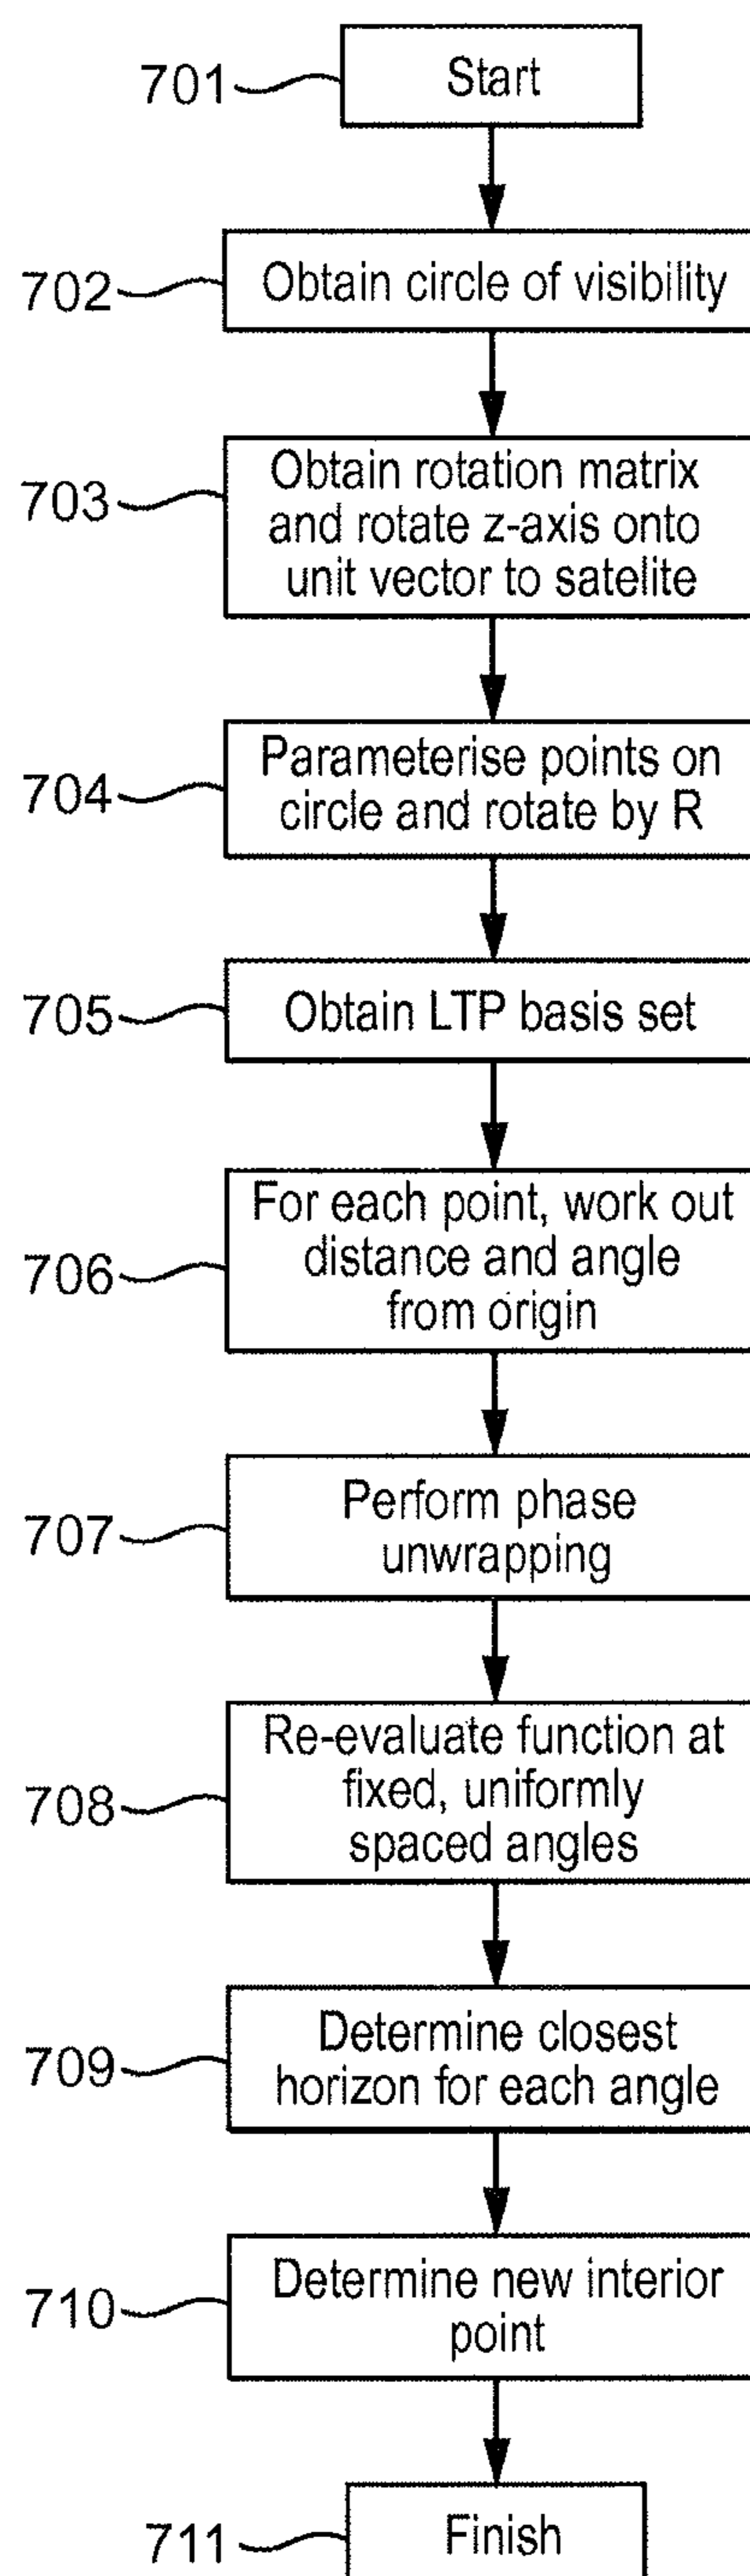 701
Start
702
Obtain circle of visibility
703
Obtain rotation matrix
and rotate z-axis onto
unit vector to satelite
704
Parameterise points on
circle and rotate by R
705
Obtain LTP basis set
706
For each point, work out
distance and angle
from origin
707
Perform phase
unwrapping
708
Re-evaluate function at
fixed, uniformly
spaced angles
709
Determine closest
horizon for each angle
710
Determine new interior
point
711
Finish